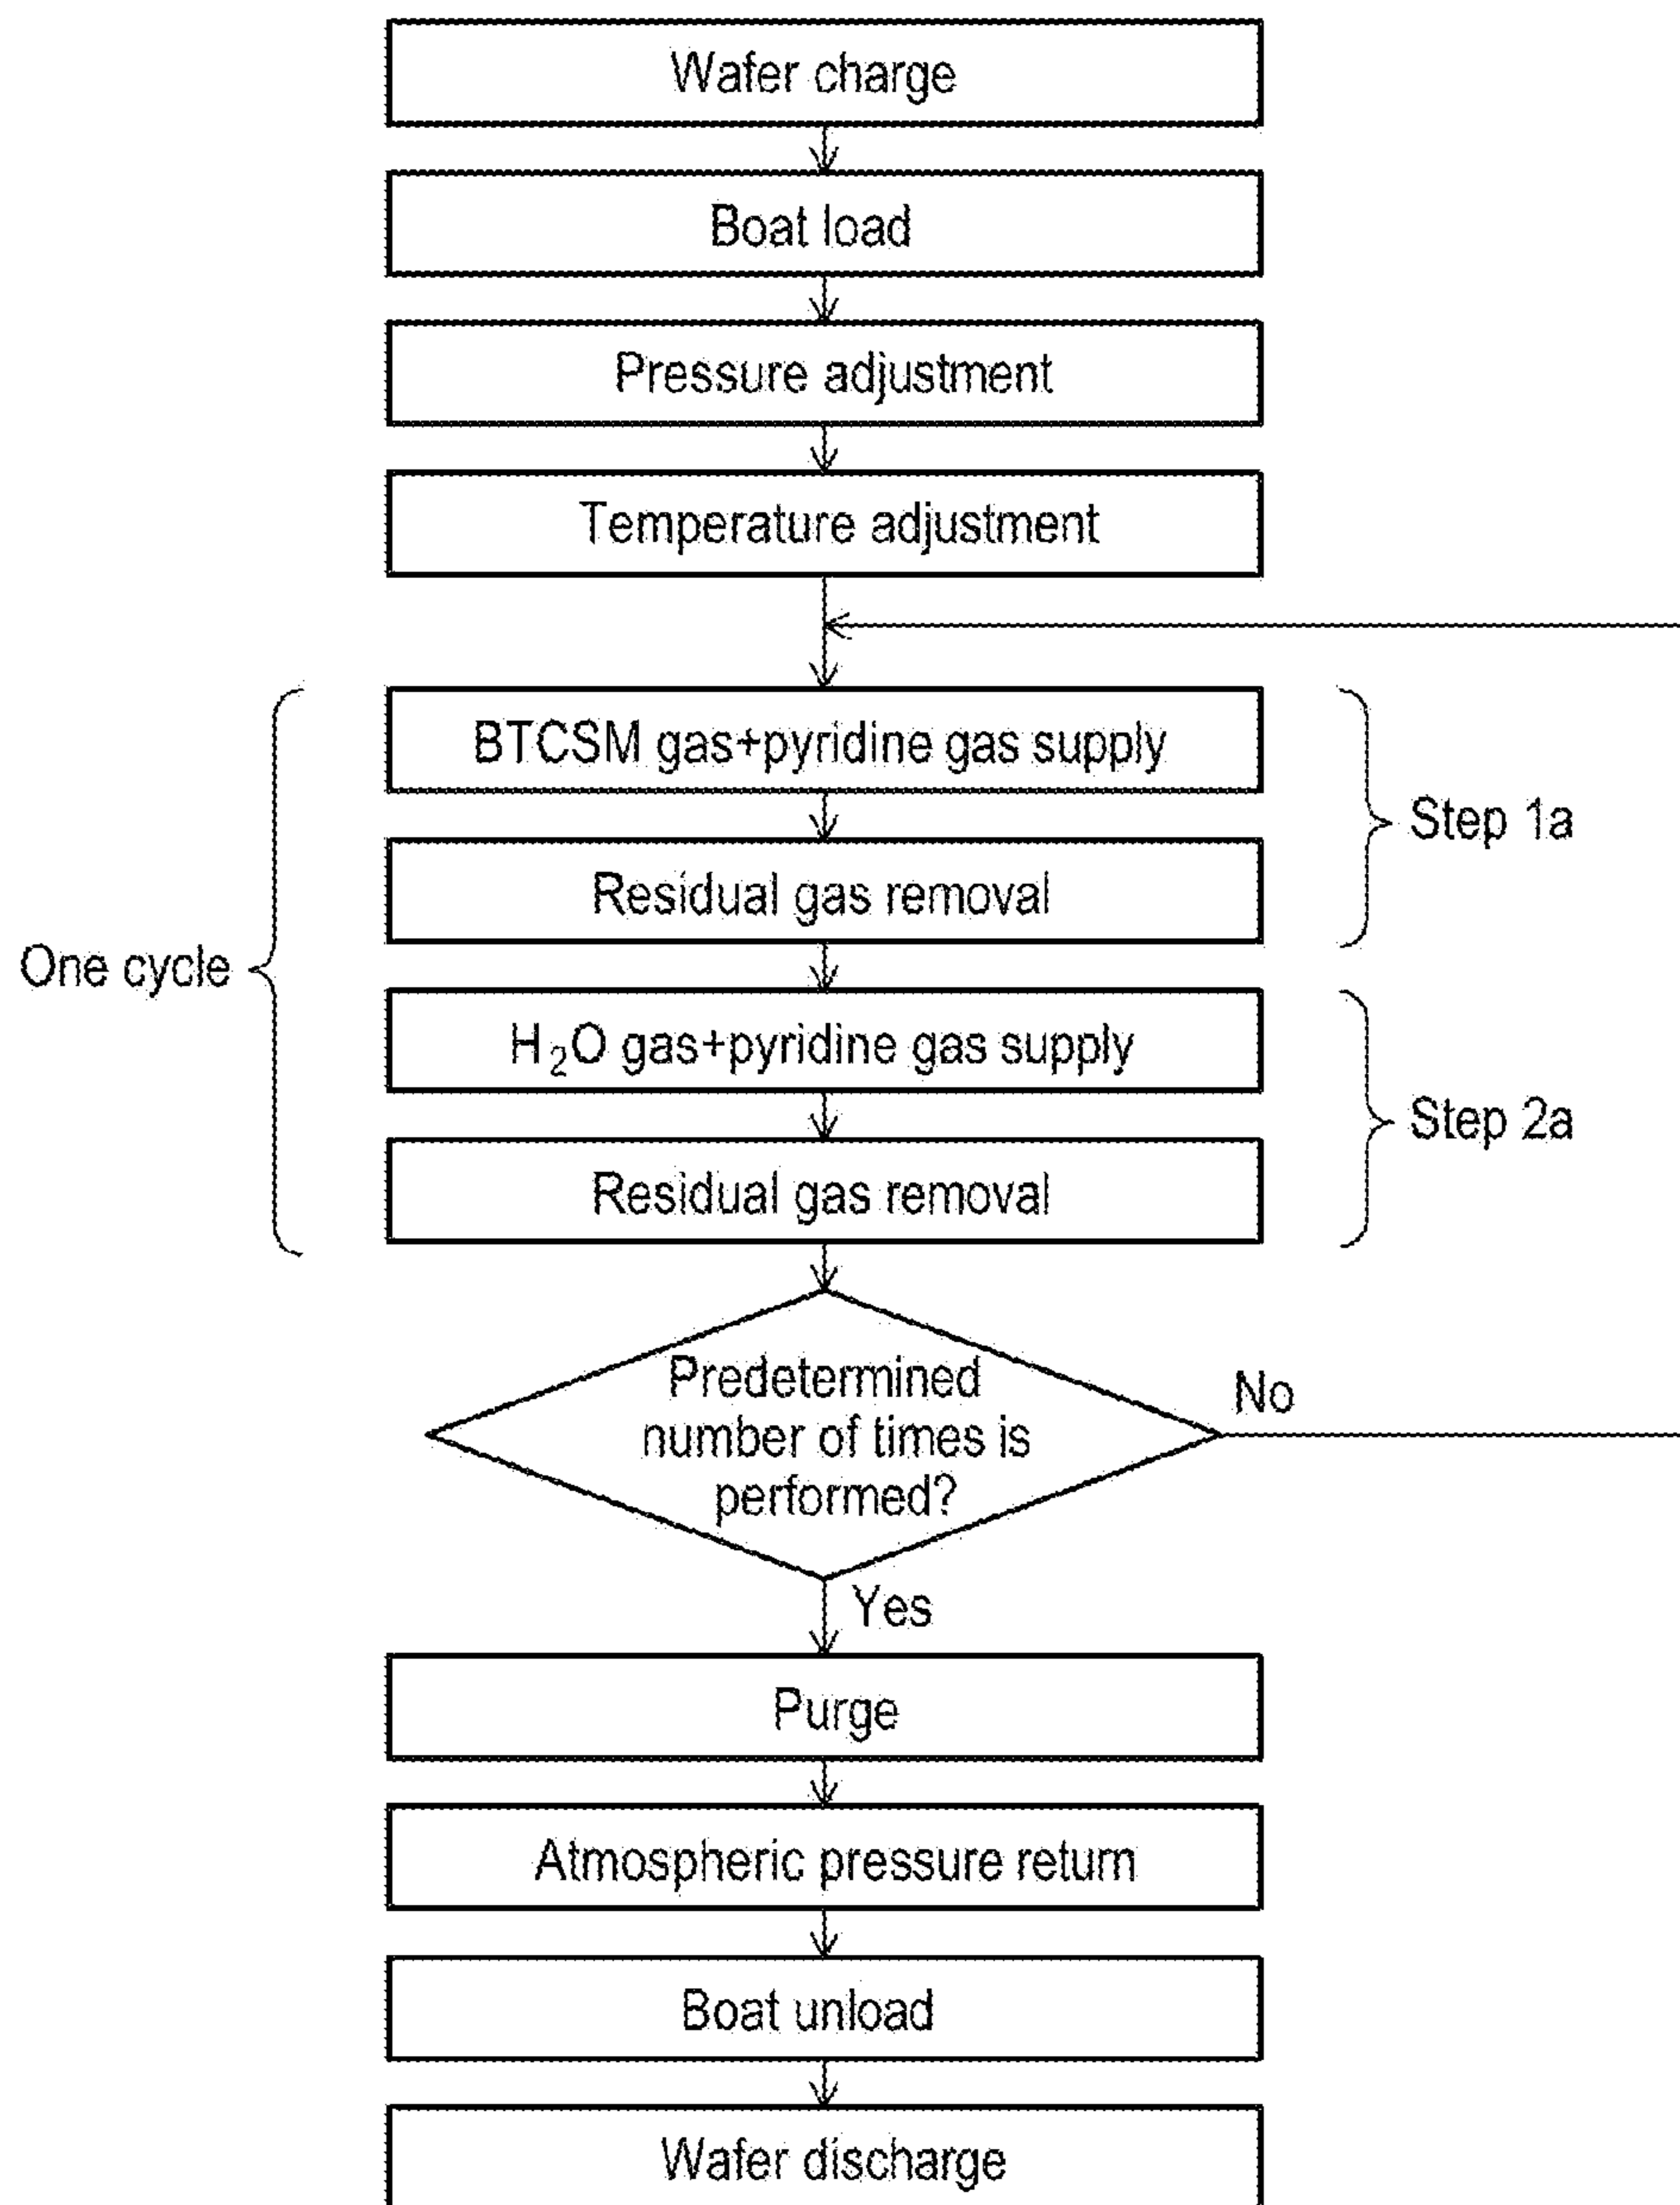 Wafer charge
Boat load
Pressure adjustment
Temperature adjustment
BTCSM gas+pyridine gas supply
Step 1a
Residual gas removal
One cycle
H₂O gas+pyridine gas supply
Step 2a
Residual gas removal
Predetermined
number of times is
performed?
No
Yes
Purge
Atmospheric pressure return
Boat unload
Wafer discharge